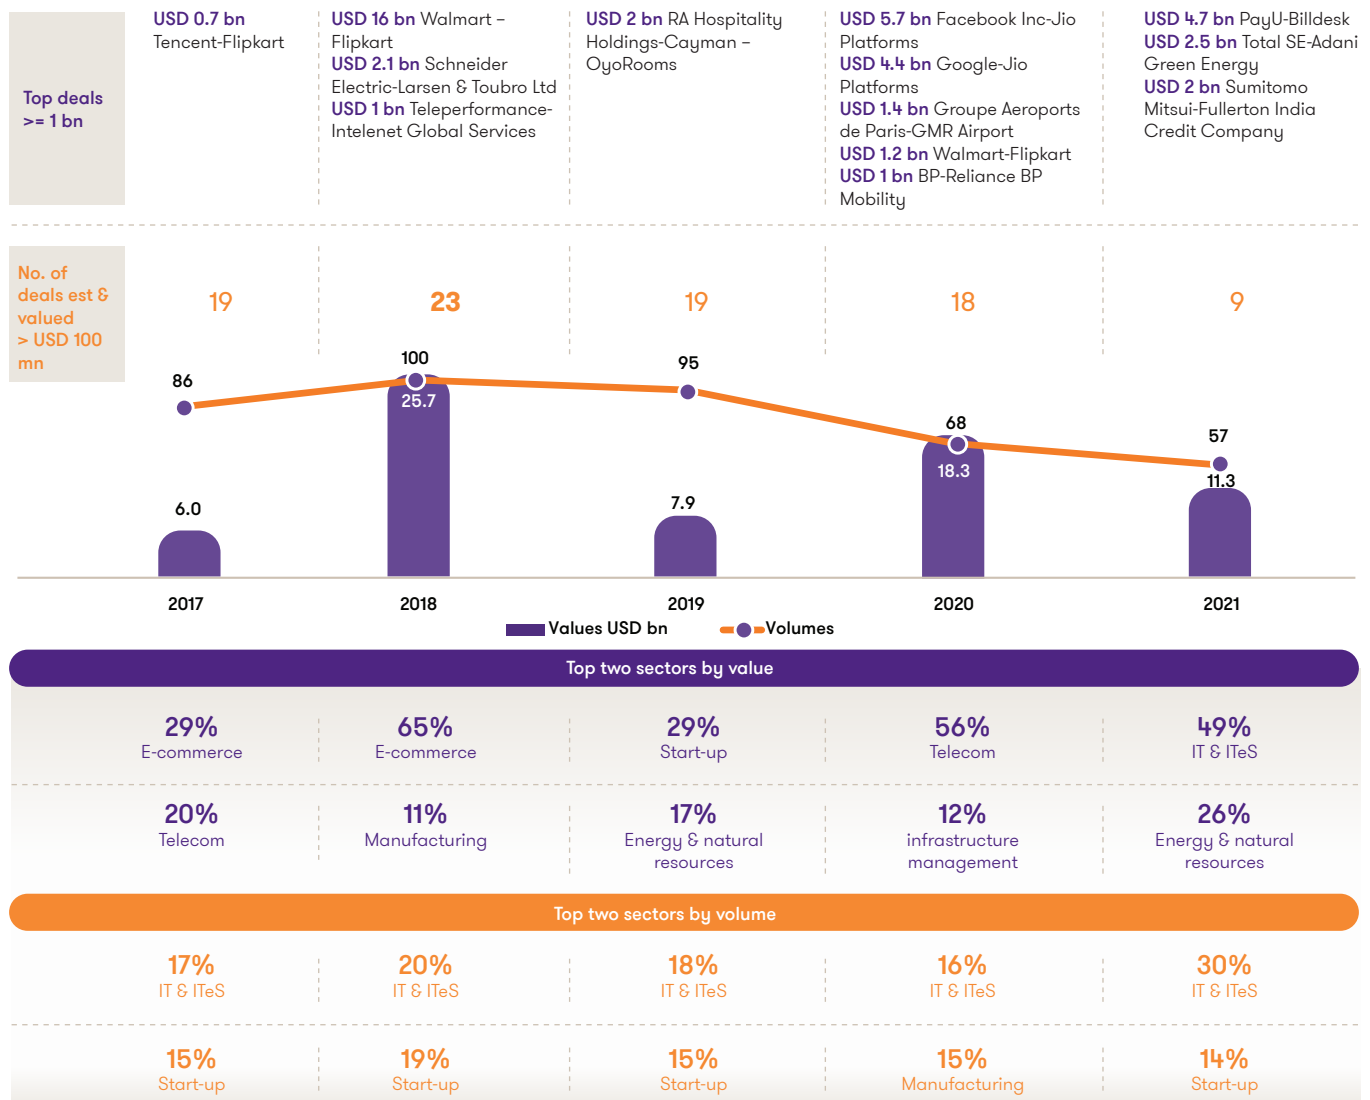 Top deals
>= 1 bn
USD 0.7 bn
Tencent-Flipkart
USD 16 bn Walmart –
Flipkart
USD 2.1 bn Schneider
Electric-Larsen & Toubro Ltd
USD 1 bn Teleperformance-
Intelenet Global Services
USD 2 bn RA Hospitality
Holdings-Cayman –
OyoRooms
USD 5.7 bn Facebook Inc-Jio
Platforms
USD 4.4 bn Google-Jio
Platforms
USD 1.4 bn Groupe Aeroports
de Paris-GMR Airport
USD 1.2 bn Walmart-Flipkart
USD 1 bn BP-Reliance BP
Mobility
USD 4.7 bn PayU-Billdesk
USD 2.5 bn Total SE-Adani
Green Energy
USD 2 bn Sumitomo
Mitsui-Fullerton India
Credit Company
No. of
deals est &
valued
> USD 100
mn
19
23
19
18
9
86
100
95
68
57
6.0
25.7
7.9
18.3
11.3
2017
2018
2019
2020
2021
Values USD bn
Volumes
Top two sectors by value
29%
E-commerce
65%
E-commerce
29%
Start-up
56%
Telecom
49%
IT & ITeS
20%
Telecom
11%
Manufacturing
17%
Energy & natural
resources
12%
infrastructure
management
26%
Energy & natural
resources
Top two sectors by volume
17%
IT & ITeS
20%
IT & ITeS
18%
IT & ITeS
16%
IT & ITeS
30%
IT & ITeS
15%
Start-up
19%
Start-up
15%
Start-up
15%
Manufacturing
14%
Start-up